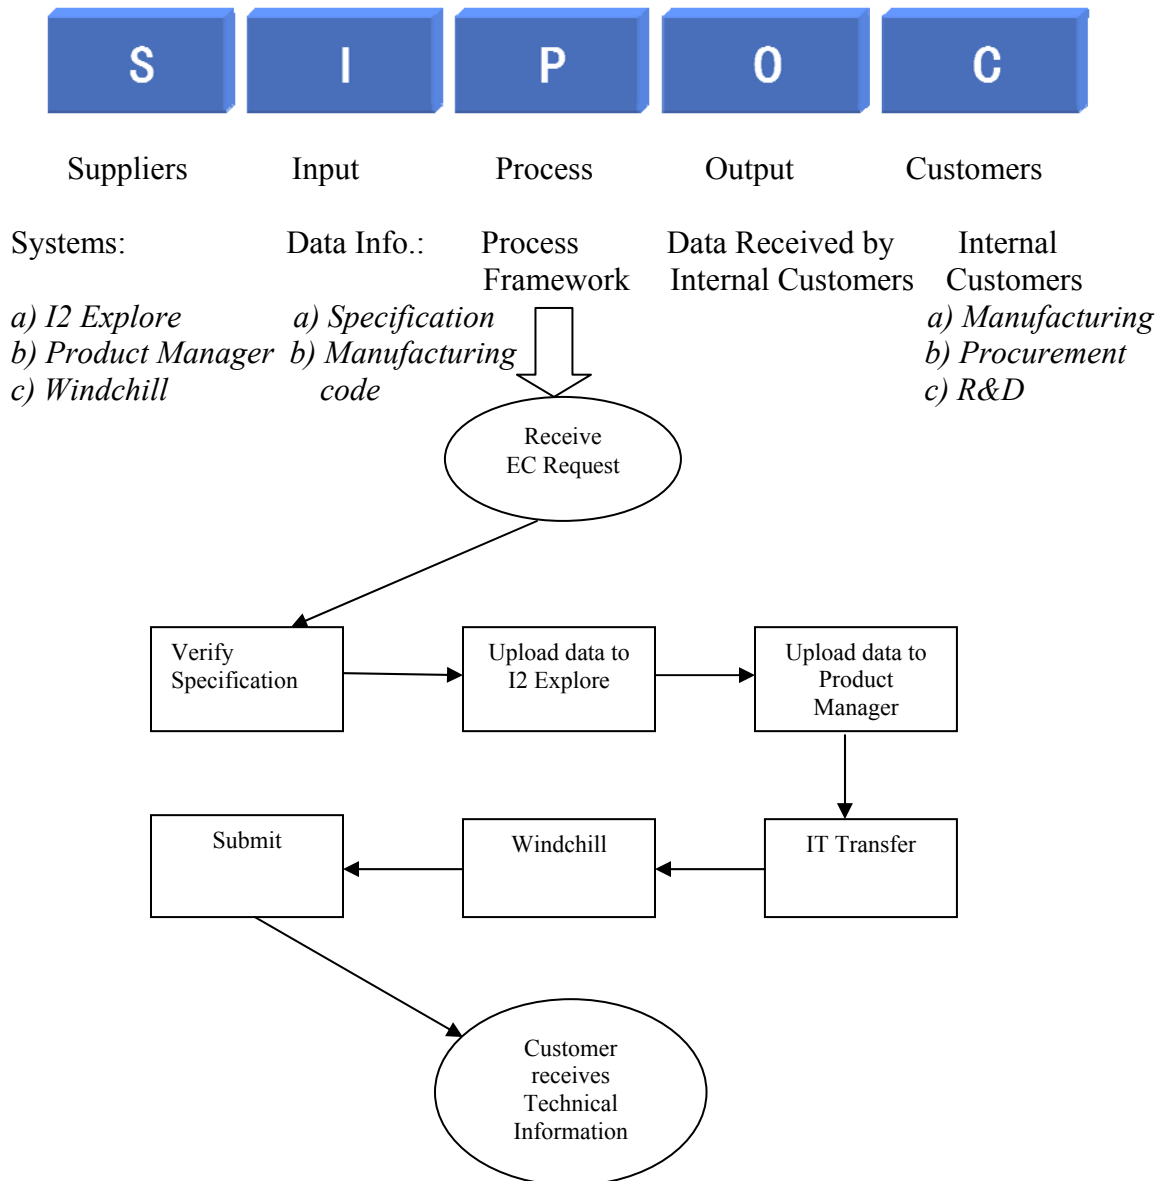 S I P O C
Suppliers Input Process Output Customers
Systems: Data Info.: Process Data Received by Internal
Framework Internal Customers Customers
a) I2 Explore a) Specification a) Manufacturing
b) Product Manager b) Manufacturing b) Procurement
c) Windchill code c) R&D
Receive
EC Request
Verify
Specification
Upload data to
I2 Explore
Upload data to
Product
Manager
Submit
Windchill
IT Transfer
Customer
receives
Technical
Information